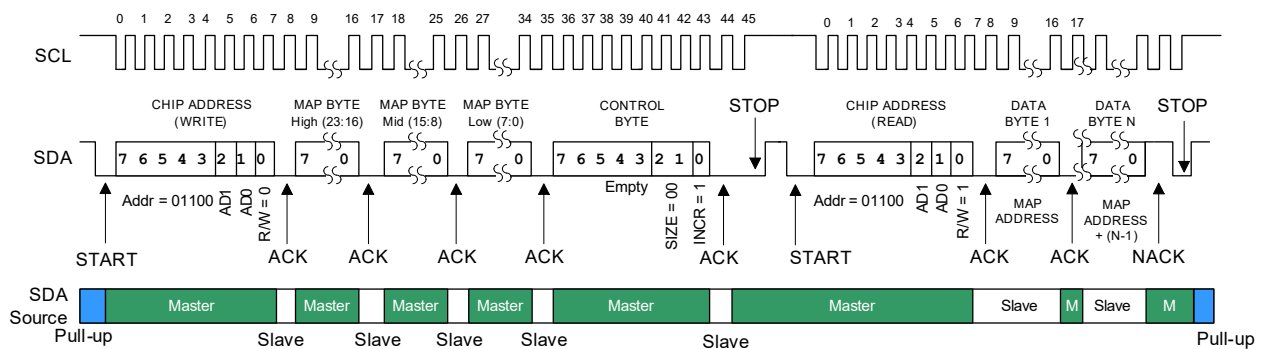 0 1 2 3 4 5 6 7 8 9 16 17 18 25 26 27 34 35 36 37 38 39 40 41 42 43 44 45 0 1 2 3 4 5 6 7 8 9 16 17
SCL
CHIP ADDRESS
(WRITE)
MAP BYTE
High (23:16)
MAP BYTE
Mid (15:8)
MAP BYTE
Low (7:0)
CONTROL
BYTE
STOP
CHIP ADDRESS
(READ)
DATA
BYTE 1
DATA
BYTE N
STOP
SDA
7 6 5 4 3 2 1 0 7 0 7 0 7 0 7 6 5 4 3 2 1 0 7 6 5 4 3 2 1 0 7 0 7 0
Addr = 01100
AD1
AD0
R/W = 0
Empty
SIZE = 00
INCR = 1
Addr = 01100
AD1
AD0
R/W = 1
MAP
ADDRESS
MAP
ADDRESS
+ (N-1)
START ACK ACK ACK ACK ACK START ACK ACK NACK
SDA
Source
Master Master Master Master Master Master Slave M Slave M
Pull-up Slave Slave Slave Slave Slave Pull-up